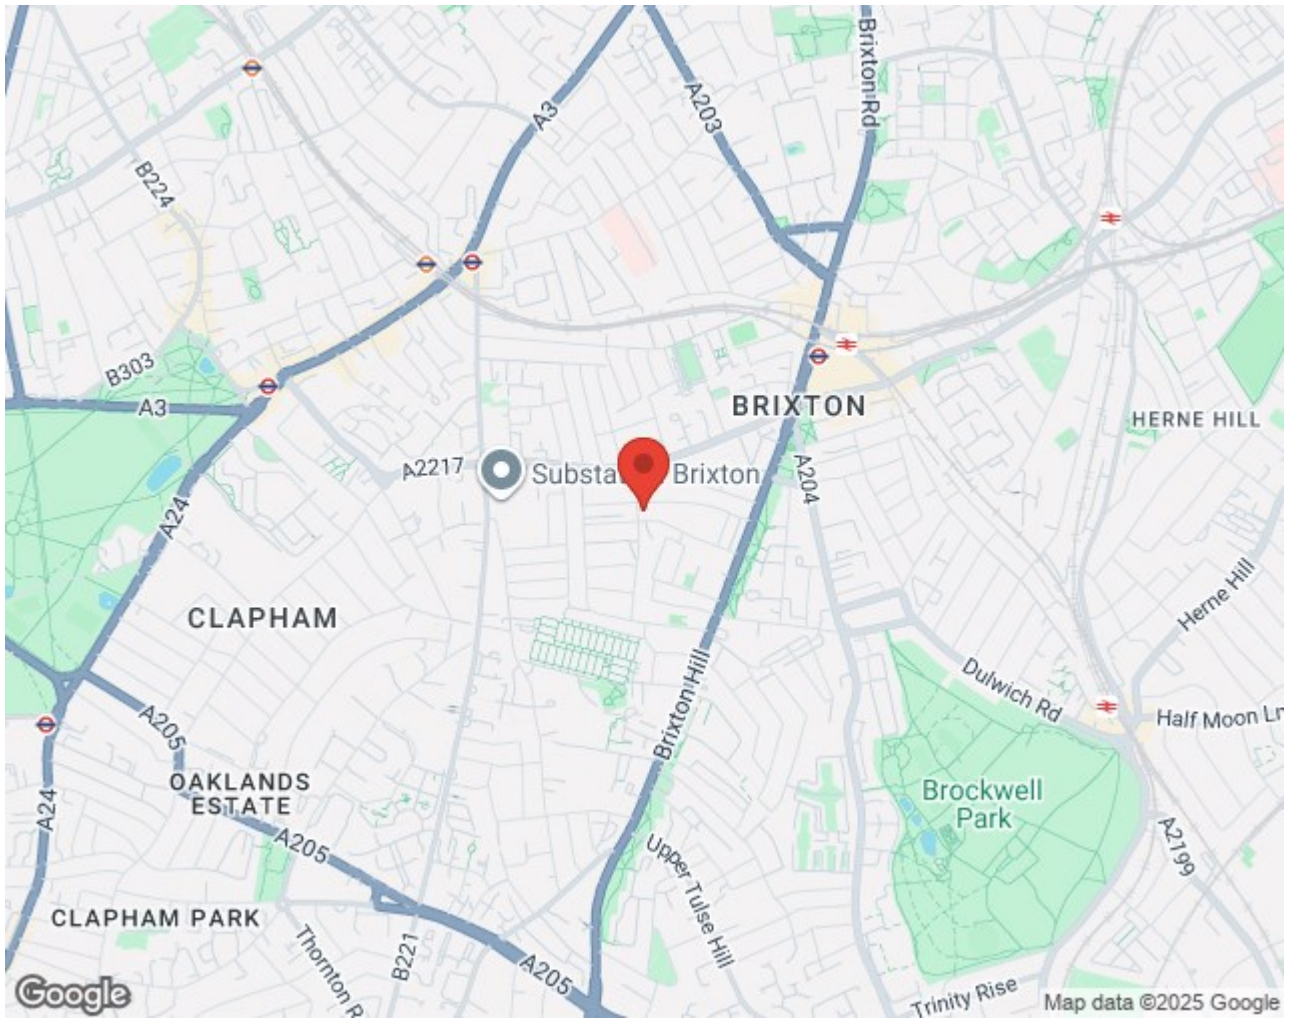 Brixton Rd
A3
A203
B224
B303
A3
BRIXTON
HERNE HILL
A2217
Substat
Brixton
A204
A24
Herne Hill
CLAPHAM
Dulwich Rd
Brixton Hill
Half Moon Ln
A205
OAKLANDS
ESTATE
Brockwell
Park
A24
A205
Upper Tulse Hill
A2199
CLAPHAM PARK
Thornton R
B221
A205
Trinity Rise
Google
Map data ©2025 Google